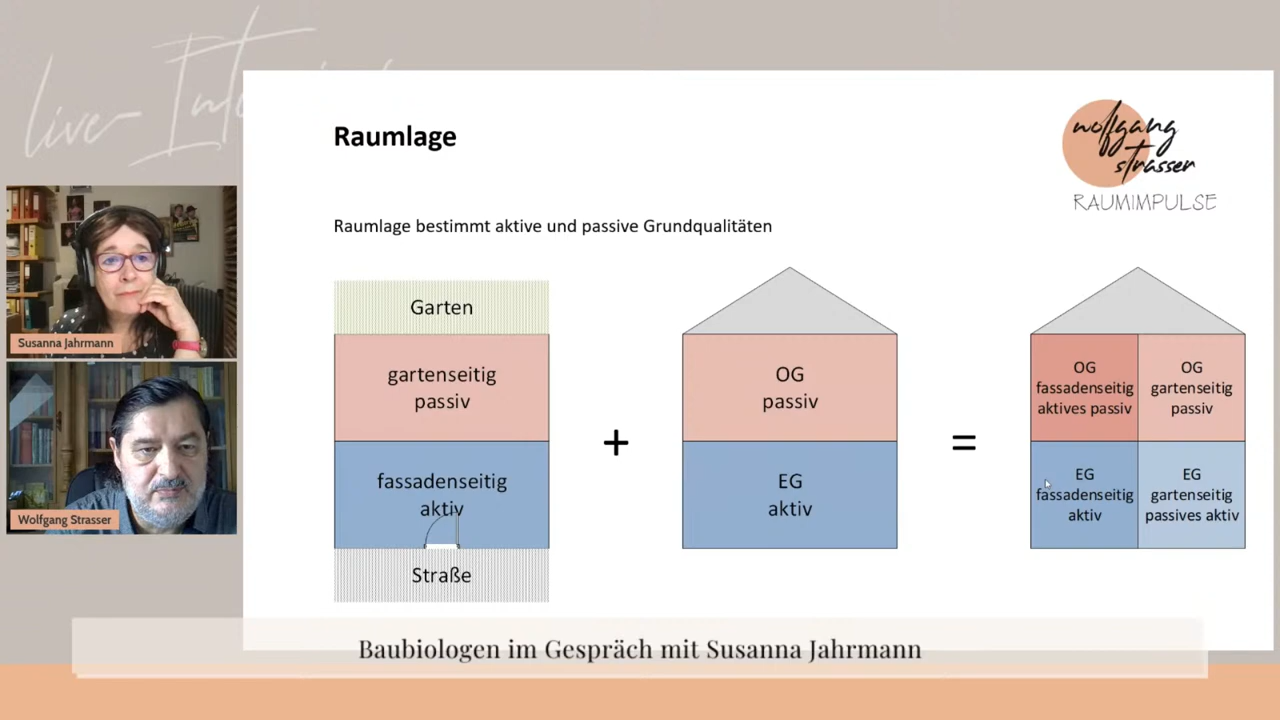 live-Inte
Raumlage
wolfgang
strasser
RAUMIMPULSE
Raumlage bestimmt aktive und passive Grundqualitäten
Garten
gartenseitig
passiv
fassadenseitig
aktiv
Straße
+
OG
passiv
EG
aktiv
=
OG
fassadenseitig
aktives passiv
OG
gartenseitig
passiv
EG
fassadenseitig
aktiv
EG
gartenseitig
passives aktiv
Susanna Jahrmann
Wolfgang Strasser
Baubiologen im Gespräch mit Susanna Jahrmann